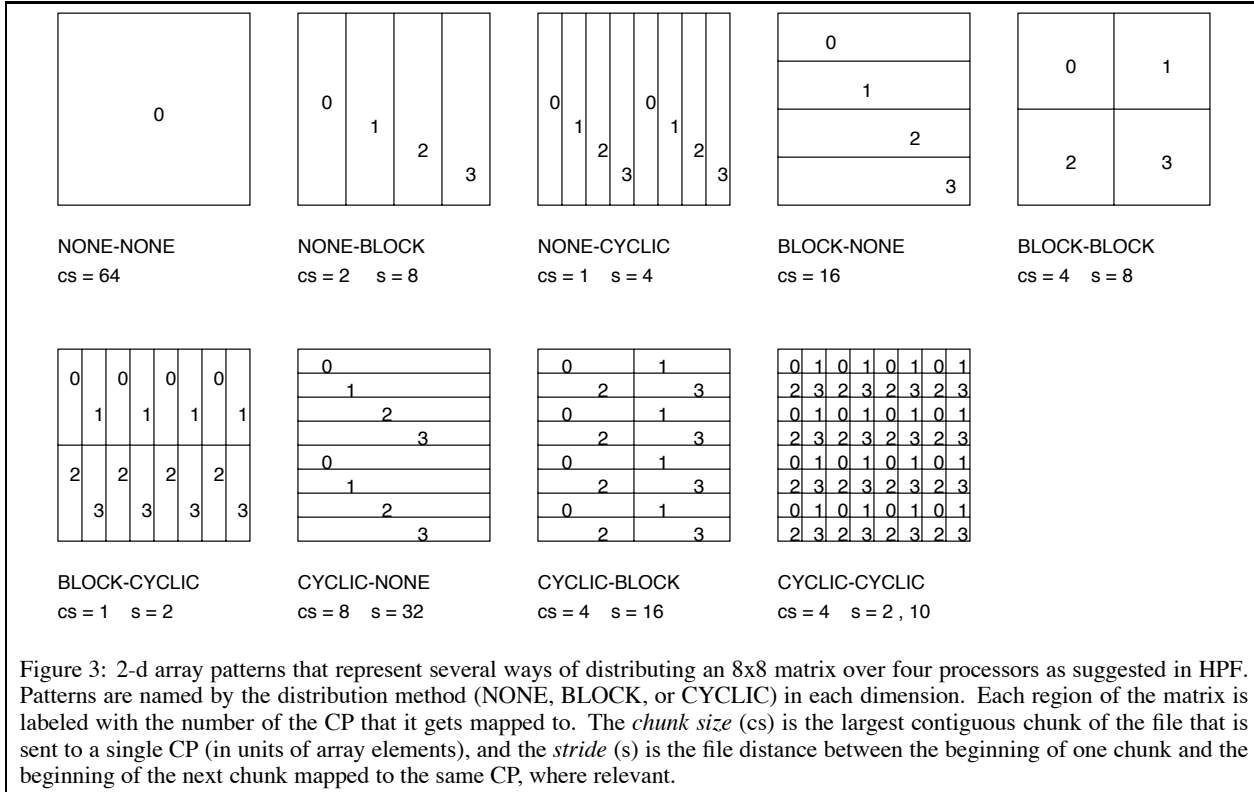 0
0
1
2
3
0
1
2
3
0
1
2
3
0
1
2
3
0 1
2 3
NONE-NONE
cs = 64
NONE-BLOCK
cs = 2 s = 8
NONE-CYCLIC
cs = 1 s = 4
BLOCK-NONE
cs = 16
BLOCK-BLOCK
cs = 4 s = 8
0 0 0 0
1 1 1 1
2 2 2 2
3 3 3 3
0
1
2
3
0
1
2
3
0 1
2 3
0 1
2 3
0 1
2 3
0 1
2 3
0 1 0 1 0 1 0 1
2 3 2 3 2 3 2 3
0 1 0 1 0 1 0 1
2 3 2 3 2 3 2 3
0 1 0 1 0 1 0 1
2 3 2 3 2 3 2 3
0 1 0 1 0 1 0 1
2 3 2 3 2 3 2 3
BLOCK-CYCLIC
cs = 1 s = 2
CYCLIC-NONE
cs = 8 s = 32
CYCLIC-BLOCK
cs = 4 s = 16
CYCLIC-CYCLIC
cs = 4 s = 2 , 10
Figure 3: 2-d array patterns that represent several ways of distributing an 8x8 matrix over four processors as suggested in HPF.
Patterns are named by the distribution method (NONE, BLOCK, or CYCLIC) in each dimension. Each region of the matrix is
labeled with the number of the CP that it gets mapped to. The chunk size (cs) is the largest contiguous chunk of the file that is
sent to a single CP (in units of array elements), and the stride (s) is the file distance between the beginning of one chunk and the
beginning of the next chunk mapped to the same CP, where relevant.